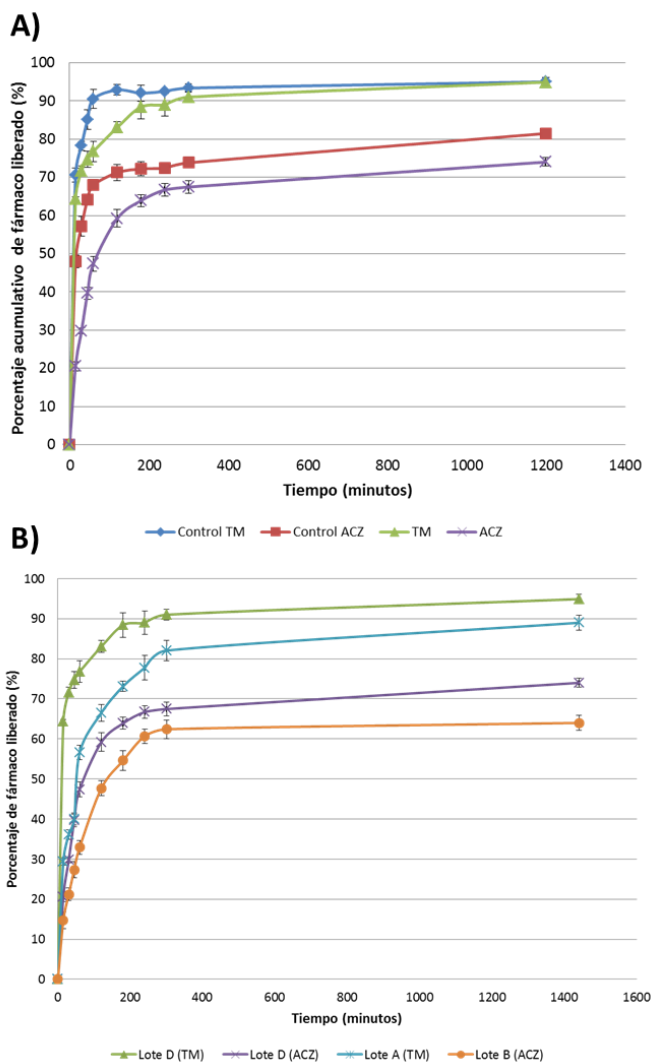 A)
Porcentaje acumulativo de fármaco liberado (%)
100
90
80
70
60
50
40
30
20
10
0
0 200 400 600 800 1000 1200 1400
Tiempo (minutos)
Control TM Control ACZ TM ACZ
B)
Porcentaje de fármaco liberado (%)
100
90
80
70
60
50
40
30
20
10
0
0 200 400 600 800 1000 1200 1400 1600
Tiempo (minutos)
Lote D (TM) Lote D (ACZ) Lote A (TM) Lote B (ACZ)